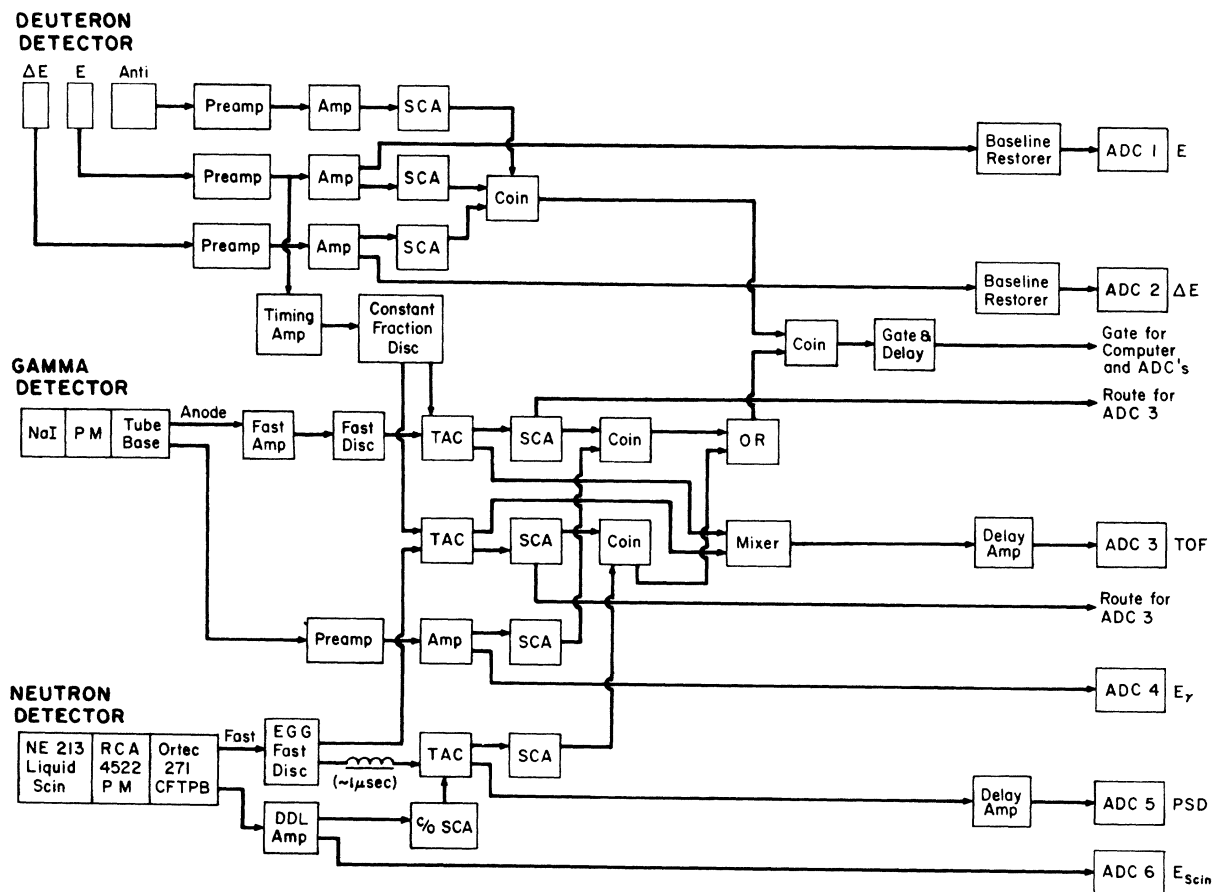 DEUTERON
DETECTOR
ΔE
E
Anti
Preamp
Amp
SCA
Preamp
Amp
SCA
Coin
Baseline
Restorer
ADC 1
E
Preamp
Amp
SCA
Baseline
Restorer
ADC 2
ΔE
Timing
Amp
Constant
Fraction
Disc
Coin
Gate &
Delay
Gate for
Computer
and ADC's
GAMMA
DETECTOR
NaI
PM
Tube
Base
Anode
Fast
Amp
Fast
Disc
TAC
SCA
Coin
OR
Route for
ADC 3
TAC
SCA
Coin
Mixer
Delay
Amp
ADC 3
TOF
Route for
ADC 3
Preamp
Amp
SCA
ADC 4
Eγ
NEUTRON
DETECTOR
NE 213
Liquid
Scin
RCA
4522
PM
Ortec
271
CFTPB
Fast
EGG
Fast
Disc
(~1μsec)
TAC
SCA
Delay
Amp
ADC 5
PSD
DDL
Amp
c/o SCA
ADC 6
EScin